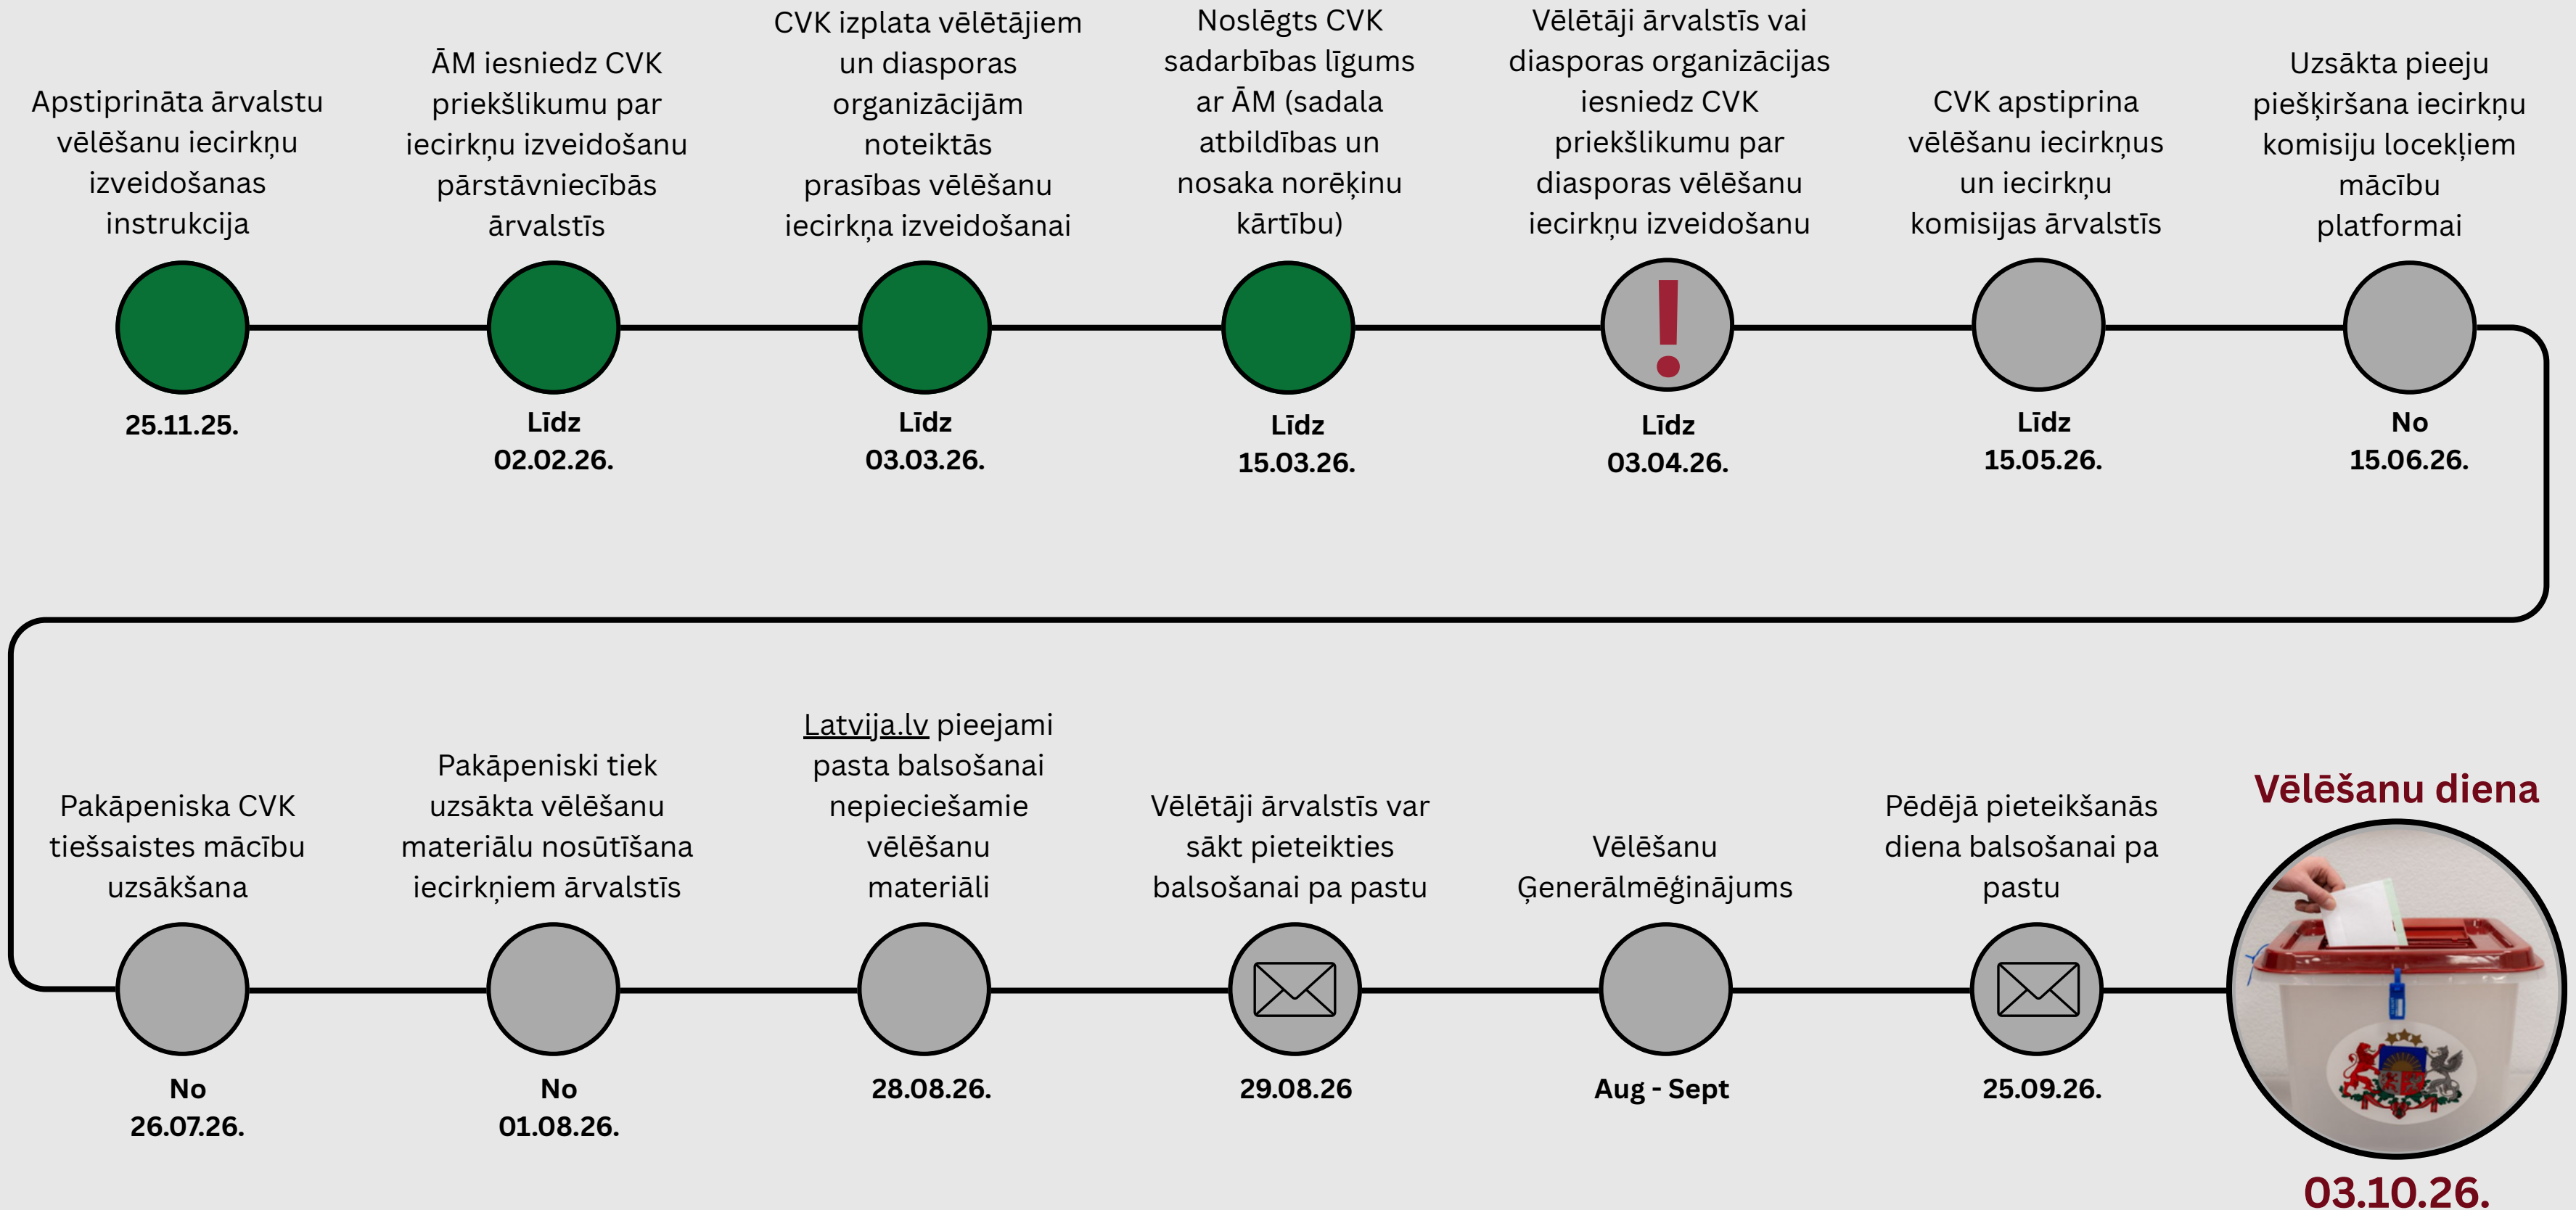 Apstiprināta ārvalstu
vēlēšanu iecirkņu
izveidošanas
instrukcija
25.11.25.
ĀM iesniedz CVK
priekšlikumu par
iecirkņu izveidošanu
pārstāvniecībās
ārvalstīs
Līdz
02.02.26.
CVK izplata vēlētājiem
un diasporas
organizācijām
noteiktās
prasības vēlēšanu
iecirkņa izveidošanai
Līdz
03.03.26.
Noslēgts CVK
sadarbības līgums
ar ĀM (sadala
atbildības un
nosaka norēķinu
kārtību)
Līdz
15.03.26.
Vēlētāji ārvalstīs vai
diasporas organizācijas
iesniedz CVK
priekšlikumu par
diasporas vēlēšanu
iecirkņu izveidošanu
!
Līdz
03.04.26.
CVK apstiprina
vēlēšanu iecirkņus
un iecirkņu
komisijas ārvalstīs
Līdz
15.05.26.
Uzsākta pieeju
piešķiršana iecirkņu
komisiju locekļiem
mācību
platformai
No
15.06.26.
Pakāpeniska CVK
tiešsaistes mācību
uzsākšana
No
26.07.26.
Pakāpeniski tiek
uzsākta vēlēšanu
materiālu nosūtīšana
iecirkņiem ārvalstīs
No
01.08.26.
Latvija.lv pieejami
pasta balsošanai
nepieciešamie
vēlēšanu
materiāli
28.08.26.
Vēlētāji ārvalstīs var
sākt pieteikties
balsošanai pa pastu
29.08.26
Vēlēšanu
Ģenerālmēģinājums
Aug - Sept
Pēdējā pieteikšanās
diena balsošanai pa
pastu
25.09.26.
Vēlēšanu diena
03.10.26.